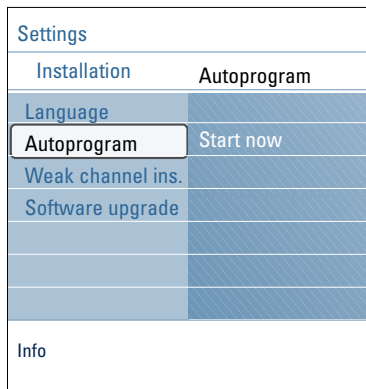 Settings
Installation
Autoprogram
Language
Autoprogram
Start now
Weak channel ins.
Software upgrade
Info